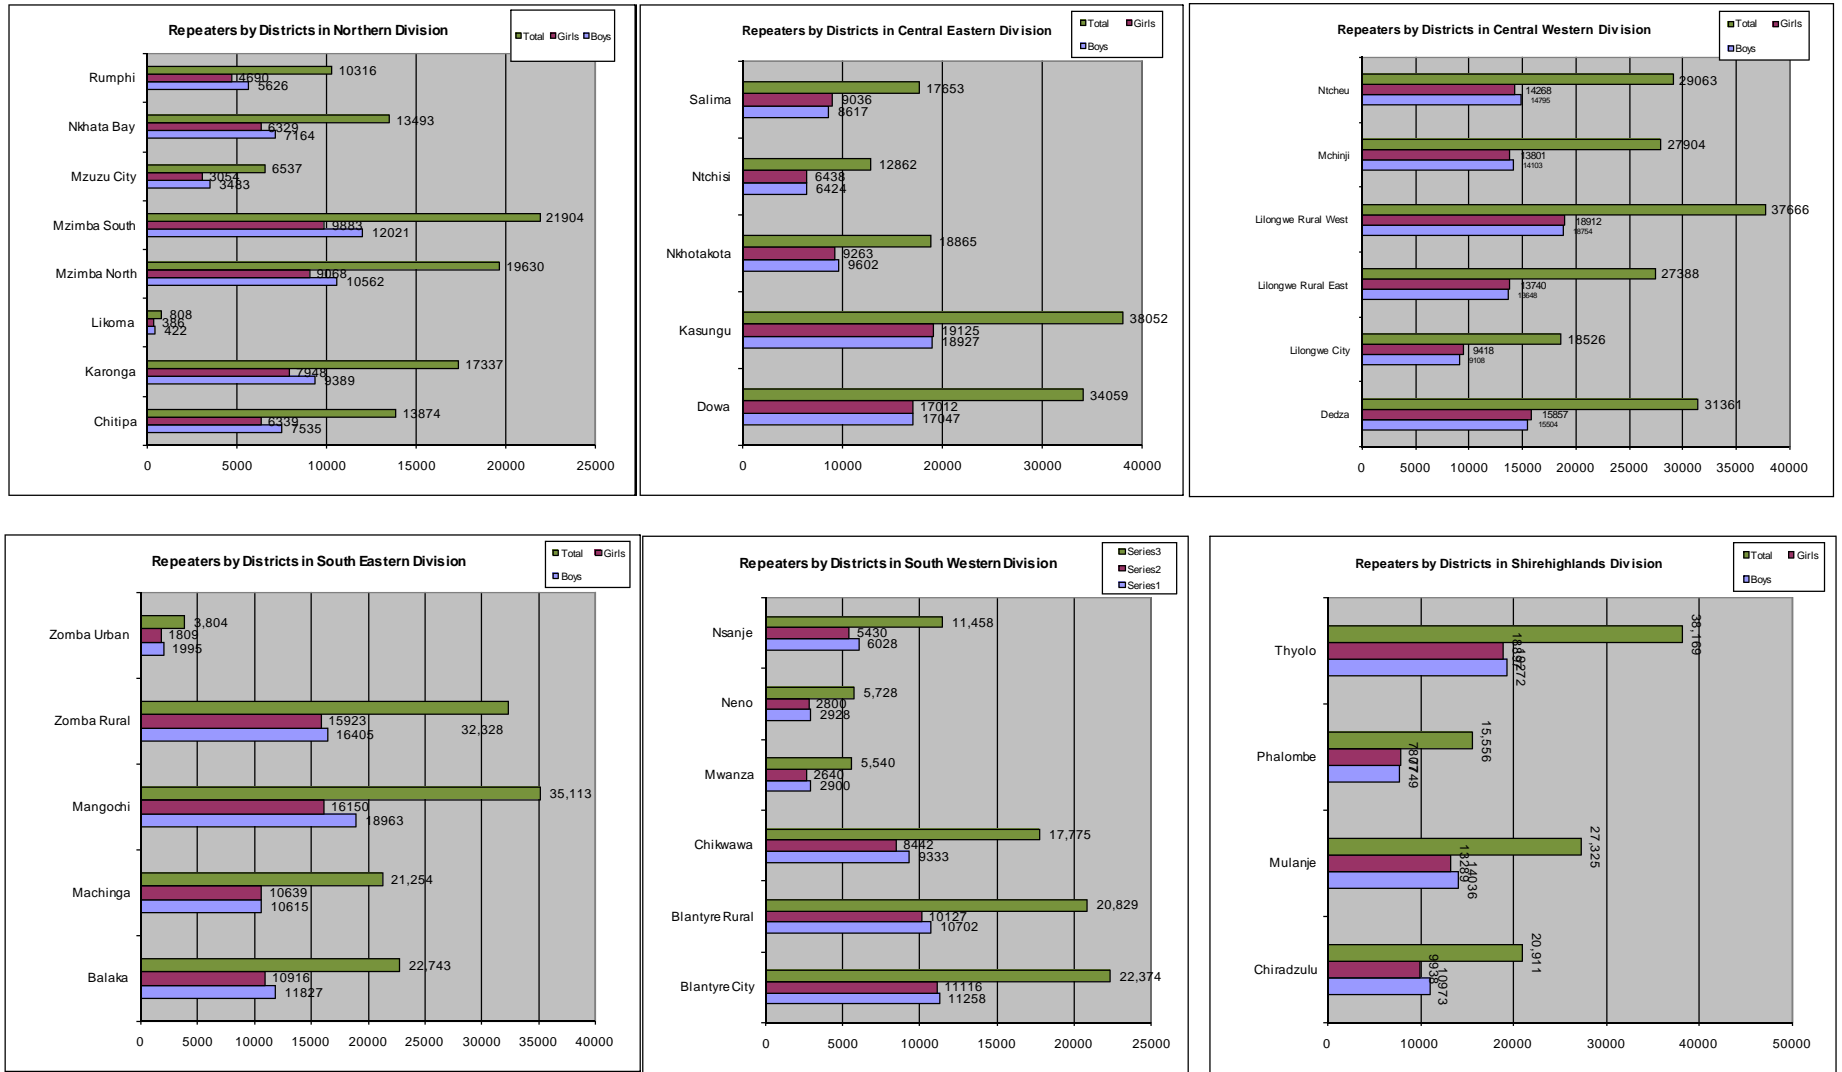 Repeaters by Districts in Northern Division
Total Girls Boys
Rumphi
10316
4690
5626
Nkhata Bay
13493
6329
7164
Mzuzu City
6537
3054
3483
Mzimba South
21904
9883
12021
Mzimba North
19630
9068
10562
Likoma
808
386
422
Karonga
17337
7948
9389
Chitipa
13874
6339
7535
0 5000 10000 15000 20000 25000
Repeaters by Districts in Central Eastern Division
Total Girls
Boys
Salima
17653
9036
8617
Ntchisi
12862
6438
6424
Nkhotakota
18865
9263
9602
Kasungu
38052
19125
18927
Dowa
34059
17012
17047
0 10000 20000 30000 40000
Repeaters by Districts in Central Western Division
Total Girls
Boys
Ntcheu
29063
14268
14795
Mchinji
27904
13801
14103
Lilongwe Rural West
37666
18912
18754
Lilongwe Rural East
27388
13740
13648
Lilongwe City
18526
9418
9108
Dedza
31361
15857
15504
0 5000 10000 15000 20000 25000 30000 35000 40000
Repeaters by Districts in South Eastern Division
Total Girls
Boys
Zomba Urban
3,804
1809
1995
Zomba Rural
15923
16405
32,328
Mangochi
35,113
16150
18963
Machinga
21,254
10639
10615
Balaka
22,743
10916
11827
0 5000 10000 15000 20000 25000 30000 35000 40000
Repeaters by Districts in South Western Division
Series3
Series2
Series1
Nsanje
11,458
5430
6028
Neno
5,728
2800
2928
Mwanza
5,540
2640
2900
Chikwawa
17,775
8442
9333
Blantyre Rural
20,829
10127
10702
Blantyre City
22,374
11116
11258
0 5000 10000 15000 20000 25000
Repeaters by Districts in Shirehighlands Division
Total Girls
Boys
Thyolo
38,169
18897
19272
Phalombe
15,556
7807
7749
Mulanje
27,325
13289
14036
Chiradzulu
20,911
9938
10973
0 10000 20000 30000 40000 50000